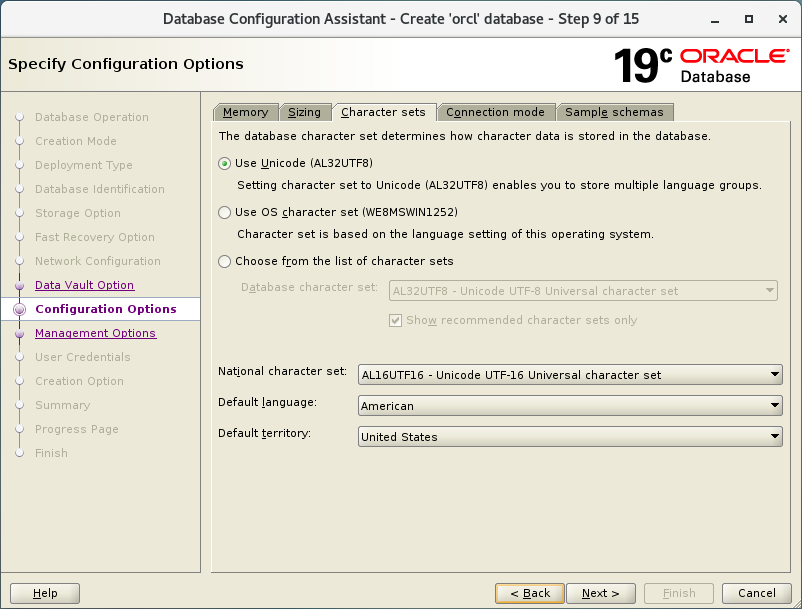 Database Configuration Assistant - Create 'orcl' database - Step 9 of 15
Specify Configuration Options
19c ORACLE
Database
Database Operation
Creation Mode
Deployment Type
Database Identification
Storage Option
Fast Recovery Option
Network Configuration
Data Vault Option
Configuration Options
Management Options
User Credentials
Creation Option
Summary
Progress Page
Finish
Memory Sizing Character sets Connection mode Sample schemas
The database character set determines how character data is stored in the database.
Use Unicode (AL32UTF8)
Setting character set to Unicode (AL32UTF8) enables you to store multiple language groups.
Use OS character set (WE8MSWIN1252)
Character set is based on the language setting of this operating system.
Choose from the list of character sets
Database character set: AL32UTF8 - Unicode UTF-8 Universal character set
Show recommended character sets only
National character set: AL16UTF16 - Unicode UTF-16 Universal character set
Default language: American
Default territory: United States
Help < Back Next > Finish Cancel